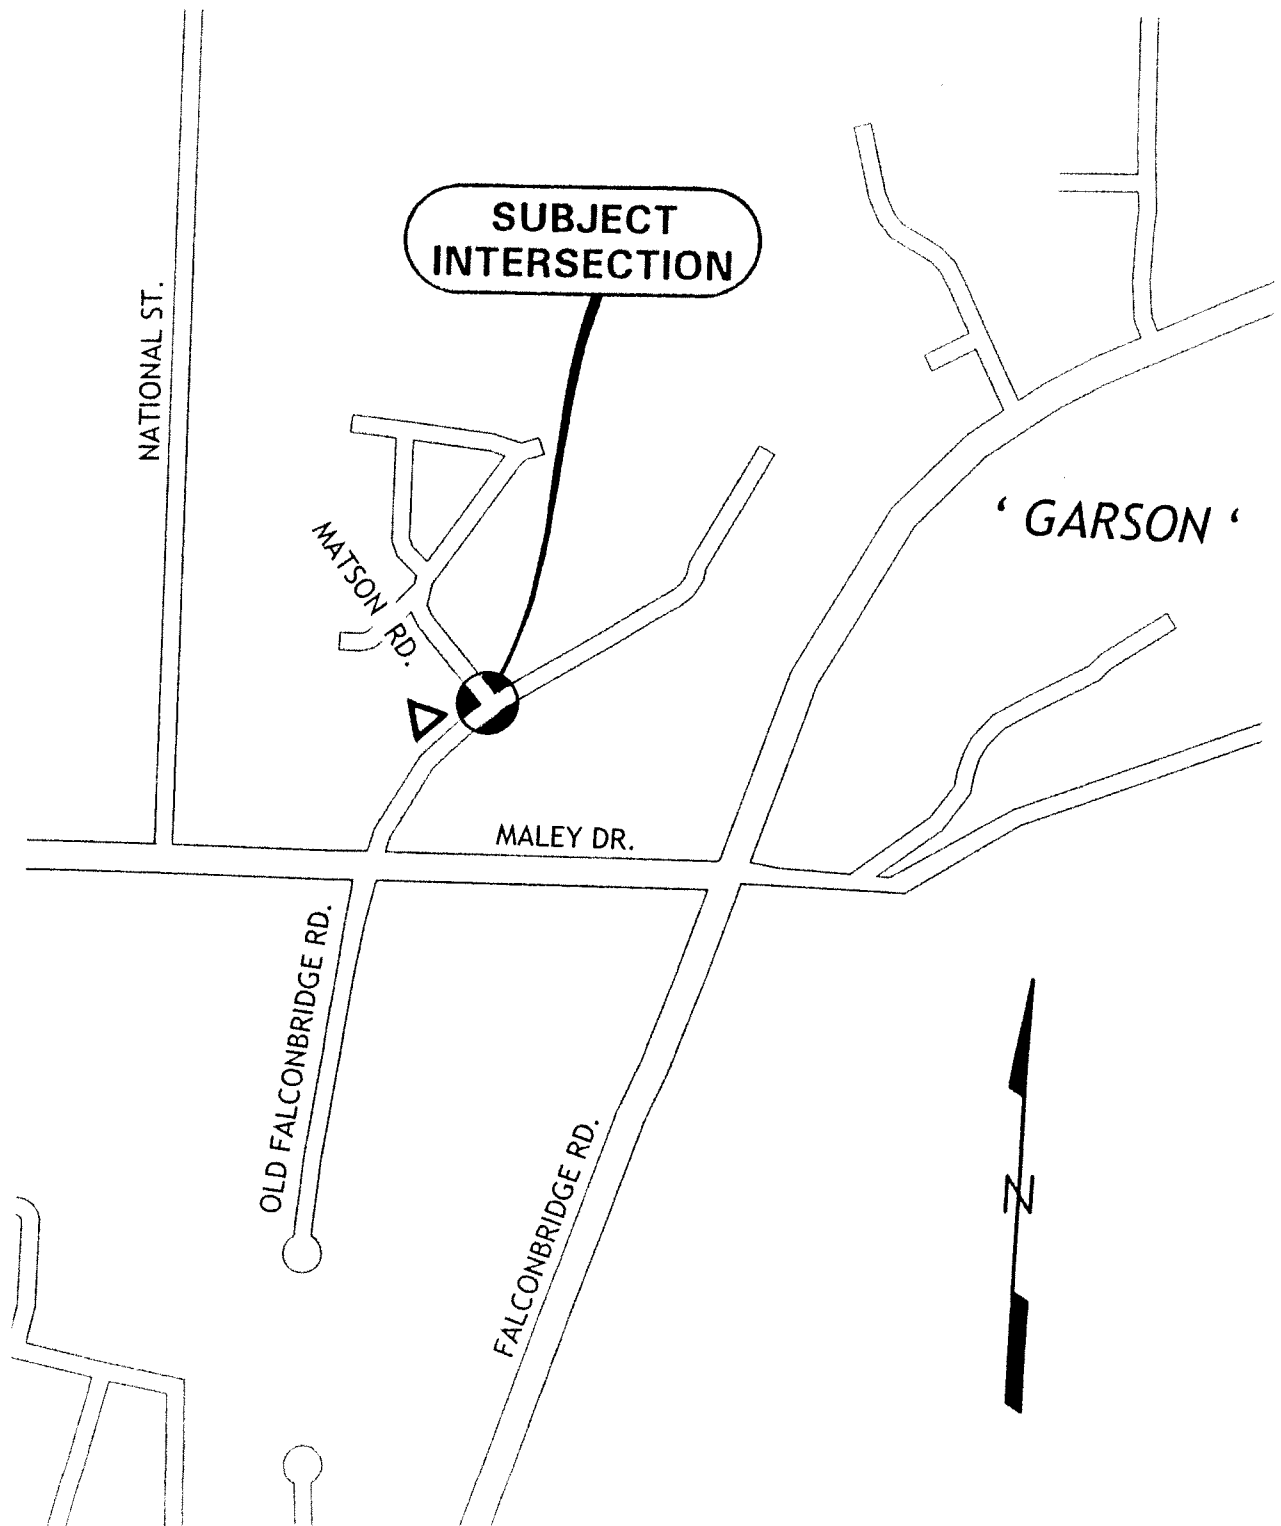 SUBJECT
INTERSECTION
NATIONAL ST.
' GARSON '
MATSON RD.
MALEY DR.
OLD FALCONBRIDGE RD.
FALCONBRIDGE RD.
N